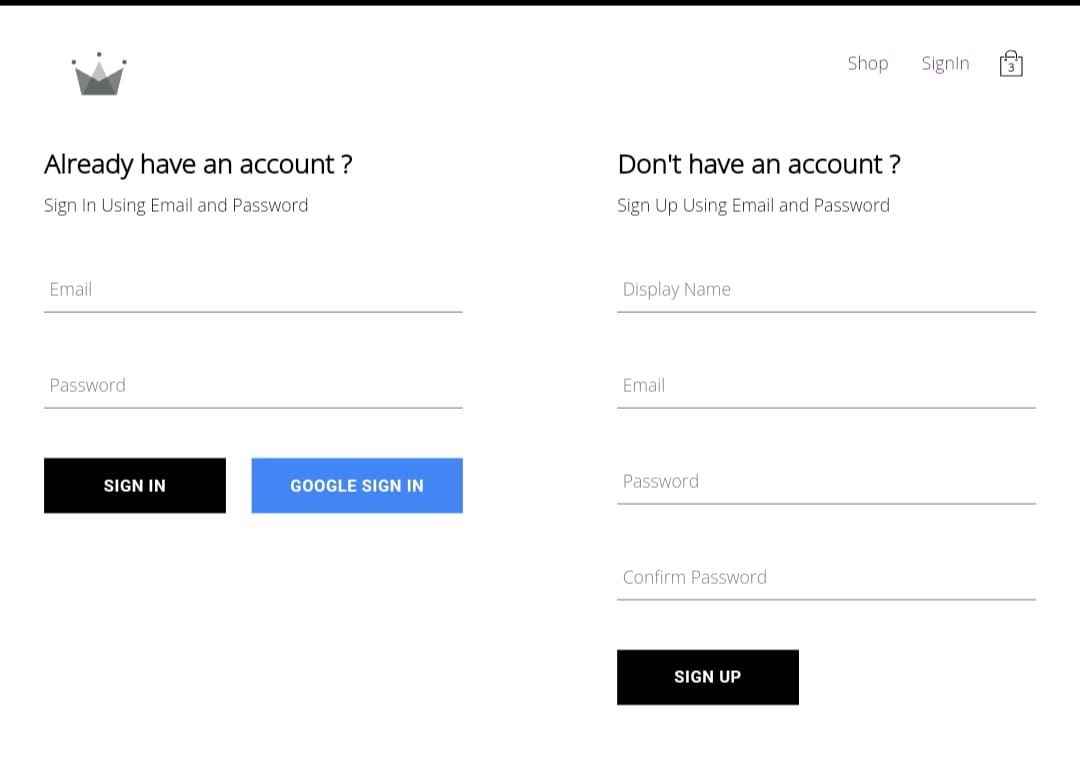 Shop SignIn 3
Already have an account ?
Sign In Using Email and Password
Email
Password
SIGN IN GOOGLE SIGN IN
Don't have an account ?
Sign Up Using Email and Password
Display Name
Email
Password
Confirm Password
SIGN UP